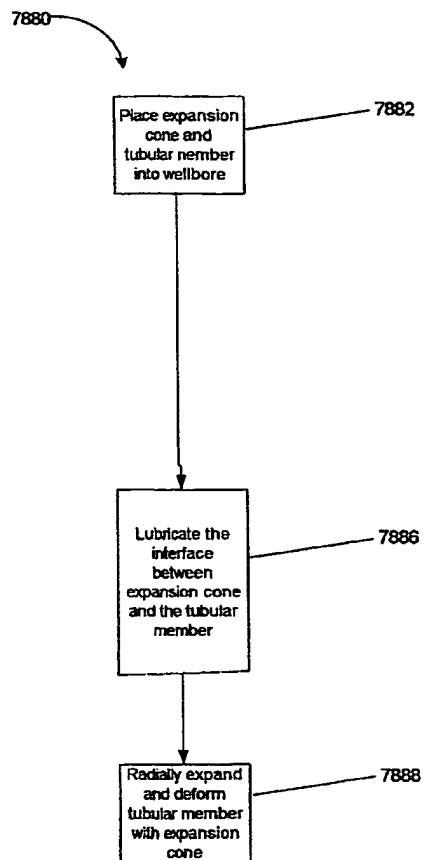 7880
Place expansion
cone and
tubular nember
into wellbore
7882
Lubricate the
interface
between
expansion cone
and the tubular
member
7886
Radially expand
and deform
tubular member
with expansion
cone
7888